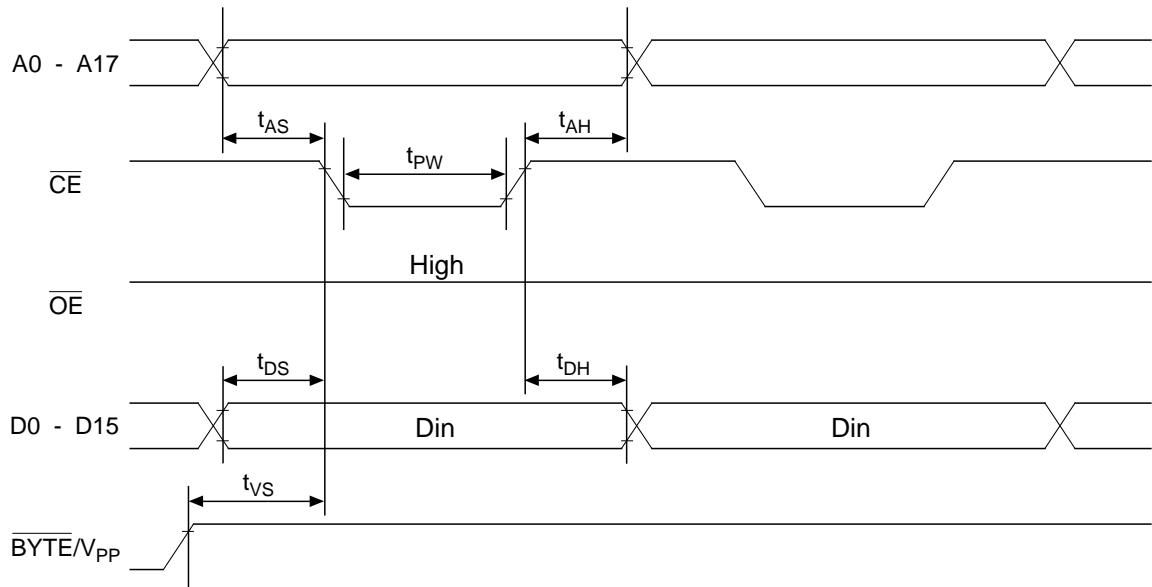 A0 - A17
tAS
tAH
tPW
CE
High
OE
tDS
tDH
D0 - D15
Din
Din
tVS
BYTE/VPP